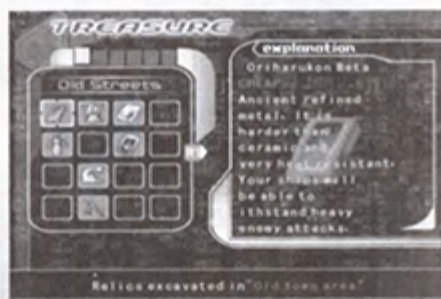 TREASURE
Old Streets
explanation
Oriharukon Beta
Ancient refined
metal. It is
harder than
ceramic and
very heat resistant.
Your ships will
be able to
ithstand heavy
enemy attacks.
Relics excavated in "Old town area"